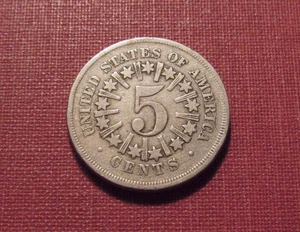 UNITED STATES OF AMERICA
5
CENTS